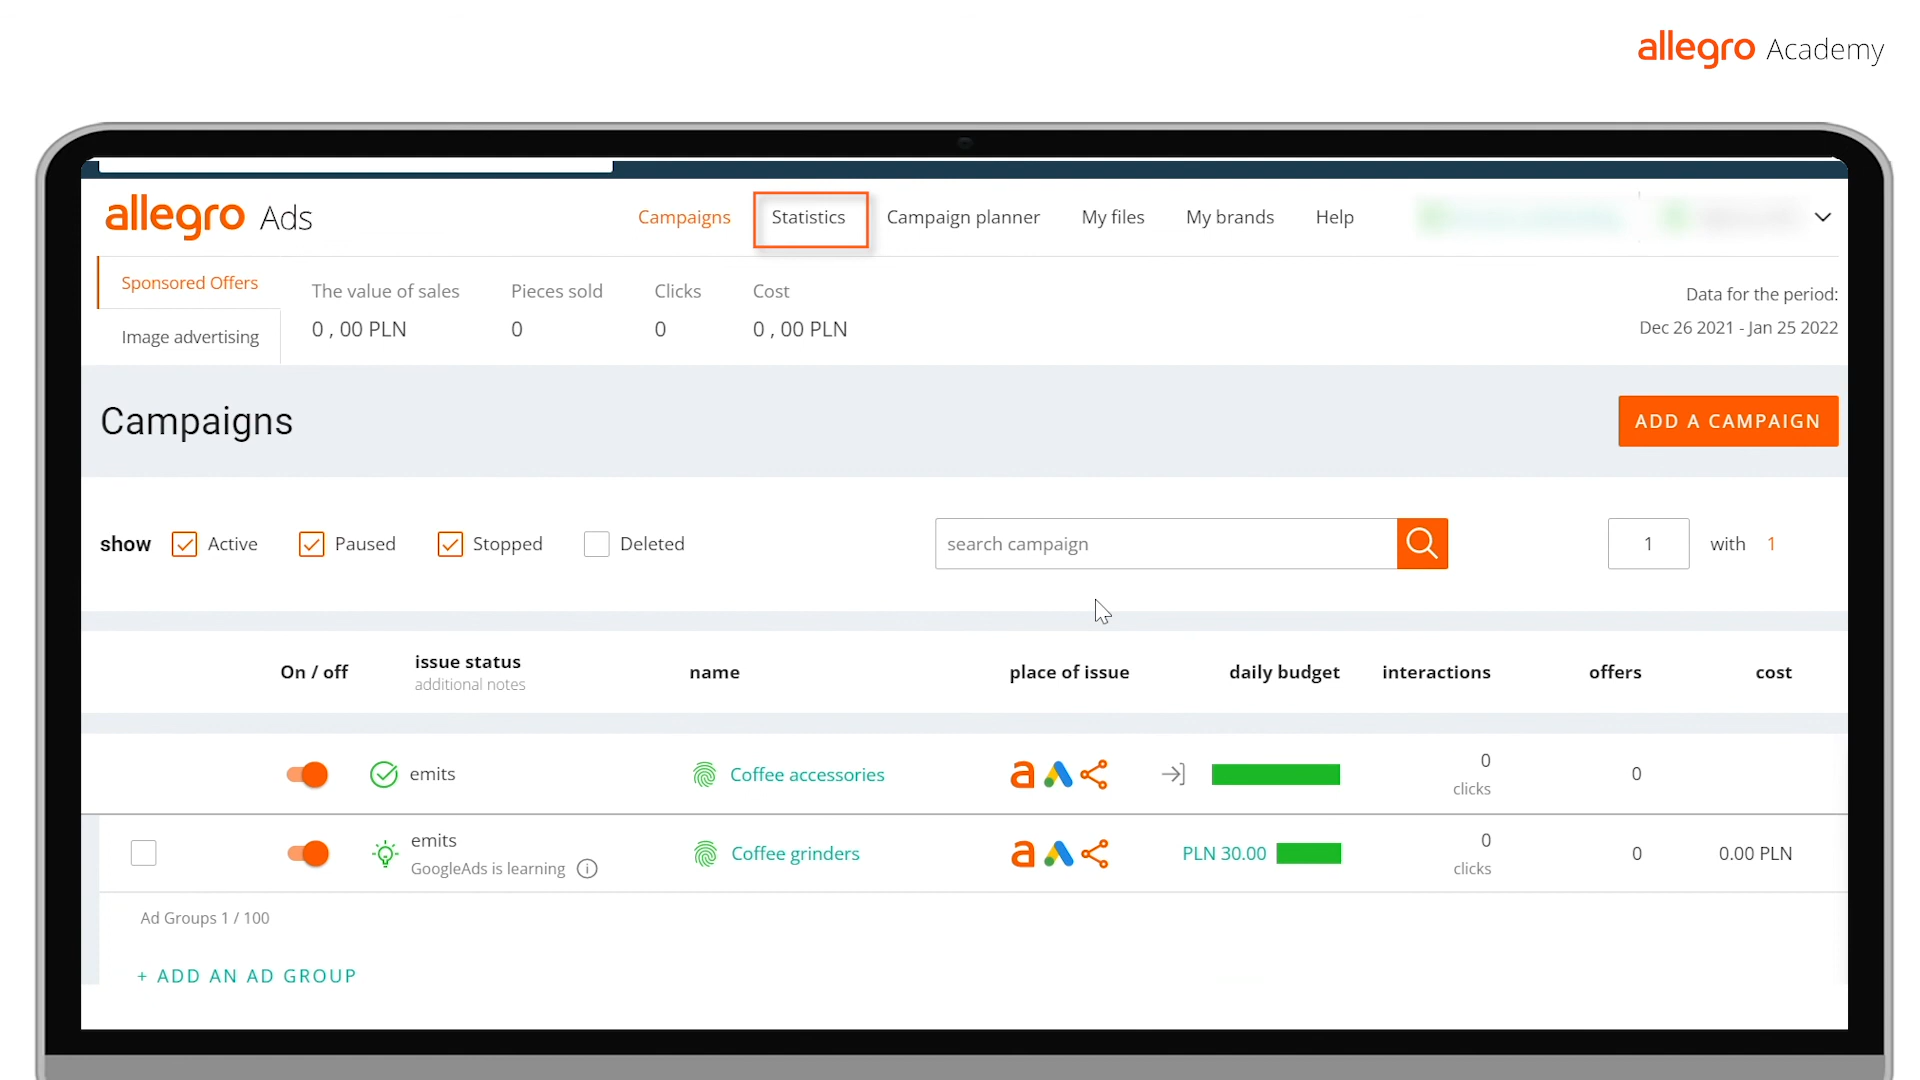 allegro Academy
allegro Ads
Campaigns Statistics Campaign planner My files My brands Help
Sponsored Offers
Image advertising
The value of sales Pieces sold Clicks Cost
0 , 00 PLN 0 0 0 , 00 PLN
Data for the period:
Dec 26 2021 - Jan 25 2022
Campaigns
ADD A CAMPAIGN
show Active Paused Stopped Deleted search campaign 1 with 1
On / off issue status name place of issue daily budget interactions offers cost
additional notes
emits Coffee accessories a 0 0
clicks
emits Coffee grinders a PLN 30.00 0 0 0.00 PLN
GoogleAds is learning clicks
Ad Groups 1 / 100
+ ADD AN AD GROUP